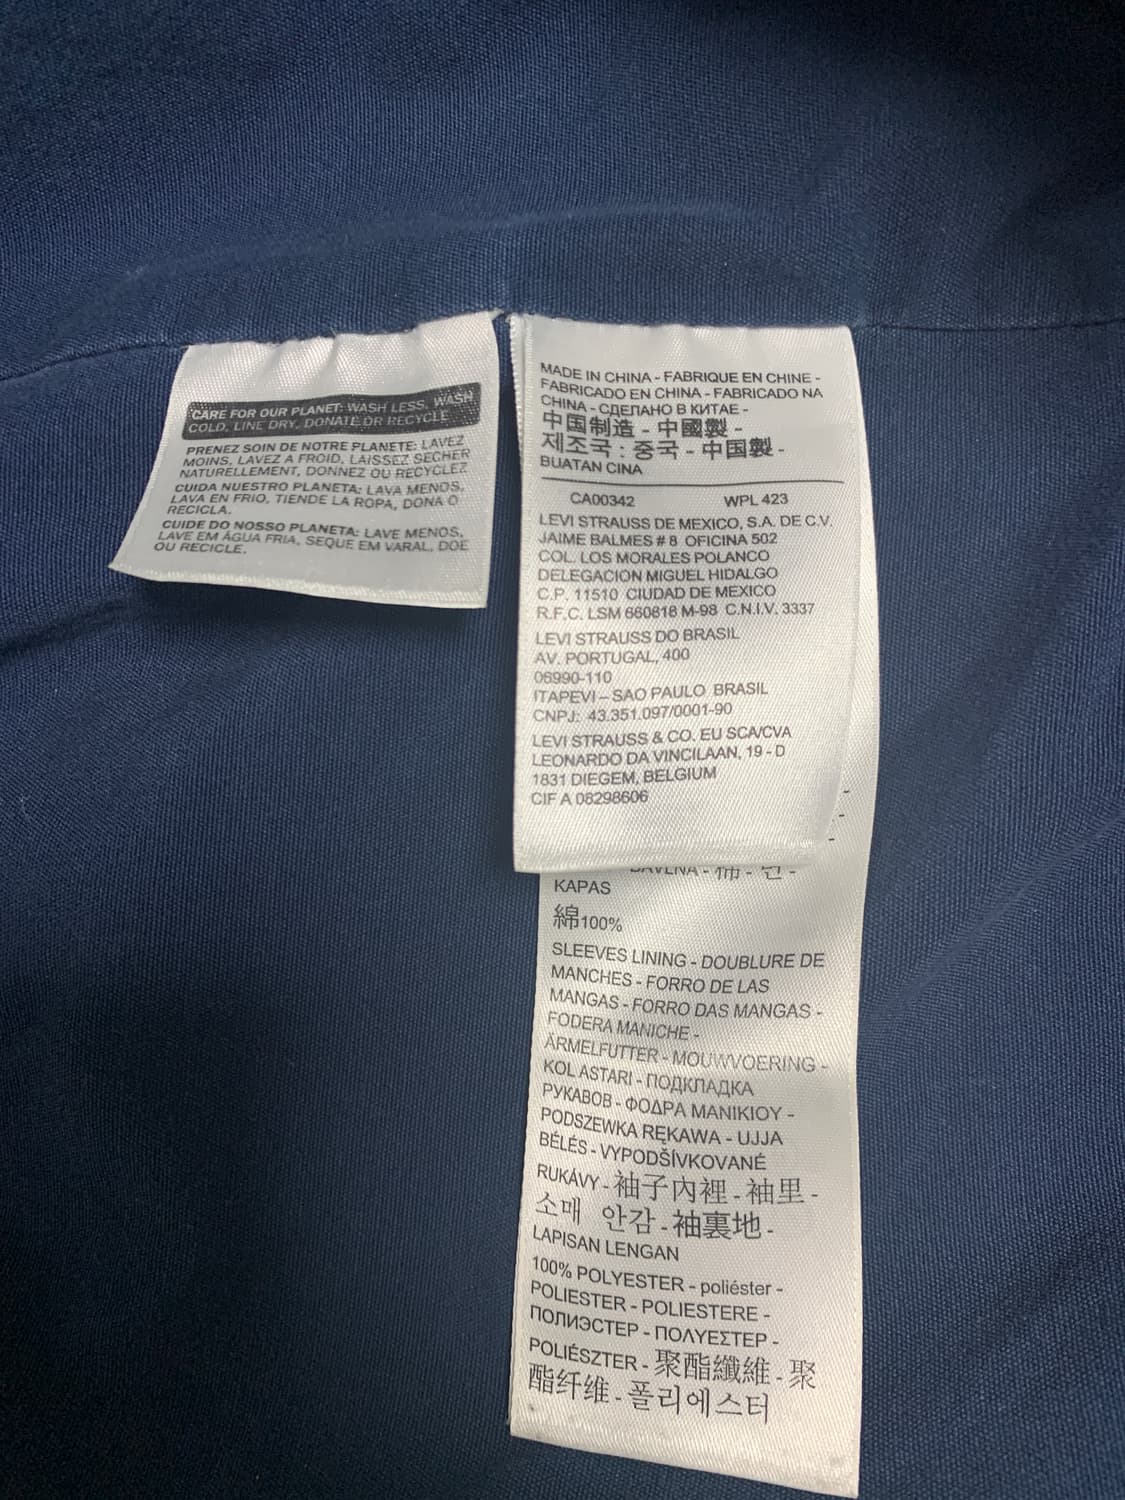 CARE FOR OUR PLANET: WASH LESS, WASH
COLD, LINE DRY, DONATE OR RECYCLE
PRENEZ SOIN DE NOTRE PLANETE: LAVEZ
MOINS, LAVEZ A FROID, LAISSEZ SECHER
NATURELLEMENT, DONNEZ OU RECYCLEZ
CUIDA NUESTRO PLANETA: LAVA MENOS,
LAVA EN FRIO, TIENDE LA ROPA, DONA O
RECICLA.
CUIDE DO NOSSO PLANETA: LAVE MENOS,
LAVE EM ÁGUA FRIA, SEQUE EM VARAL, DOE
OU RECICLE.
MADE IN CHINA - FABRIQUE EN CHINE -
FABRICADO EN CHINA - FABRICADO NA
CHINA - СДЕЛАНО В КИТАЕ -
中国制造 - 中國製 -
제조국 : 중국 - 中国製 -
BUATAN CINA
CA00342 WPL 423
LEVI STRAUSS DE MEXICO, S.A. DE C.V.
JAIME BALMES # 8 OFICINA 502
COL. LOS MORALES POLANCO
DELEGACION MIGUEL HIDALGO
C.P. 11510 CIUDAD DE MEXICO
R.F.C. LSM 660818 M-98 C.N.I.V. 3337
LEVI STRAUSS DO BRASIL
AV. PORTUGAL, 400
06990-110
ITAPEVI – SAO PAULO BRASIL
CNPJ: 43.351.097/0001-90
LEVI STRAUSS & CO. EU SCA/CVA
LEONARDO DA VINCILAAN, 19 - D
1831 DIEGEM, BELGIUM
CIF A 08298606
KAPAS
綿100%
SLEEVES LINING - DOUBLURE DE
MANCHES - FORRO DE LAS
MANGAS - FORRO DAS MANGAS -
FODERA MANICHE -
ÄRMELFUTTER - MOUWVOERING -
KOL ASTARI - ПОДКЛАДКА
РУКАВОВ - ΦΟΔΡΑ ΜΑΝΙΚΙΟΥ -
PODSZEWKA RĘKAWA - UJJA
BÉLÉS - VYPODŠÍVKOVANÉ
RUKÁVY - 袖子內裡 - 袖里 -
소매 안감 - 袖裏地 -
LAPISAN LENGAN
100% POLYESTER - poliéster -
POLIESTER - POLIESTERE -
ПОЛИЭСТЕР - ΠΟΛΥΕΣΤΕΡ -
POLIÉSZTER - 聚酯纖維 - 聚
酯纤维 - 폴리에스터